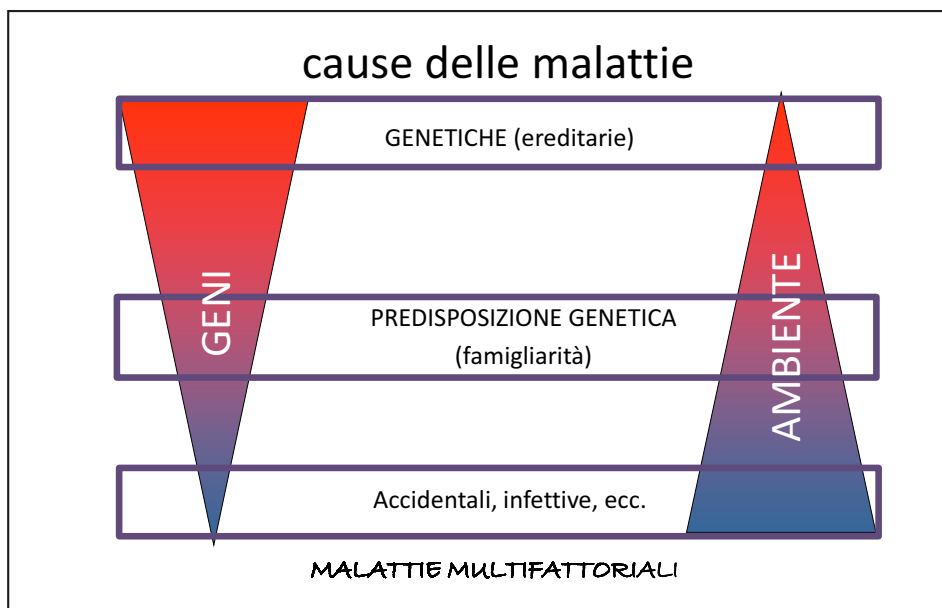 cause delle malattie
GENETICHE (ereditarie)
GENI
PREDISPOSIZIONE GENETICA
(famigliarità)
AMBIENTE
Accidentali, infettive, ecc.
MALATTIE MULTIFATTORIALI